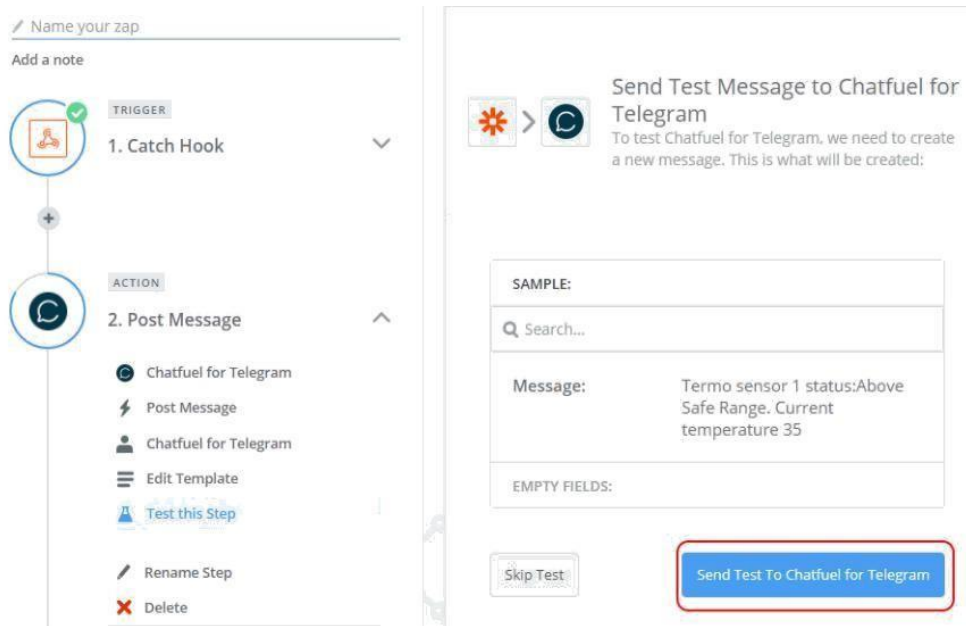 Name your zap
Add a note
TRIGGER
1. Catch Hook
ACTION
2. Post Message
Chatfuel for Telegram
Post Message
Chatfuel for Telegram
Edit Template
Test this Step
Rename Step
Delete
Send Test Message to Chatfuel for
Telegram
To test Chatfuel for Telegram, we need to create
a new message. This is what will be created:
SAMPLE:
Search...
Message:
Termo sensor 1 status:Above
Safe Range. Current
temperature 35
EMPTY FIELDS:
Skip Test
Send Test To Chatfuel for Telegram